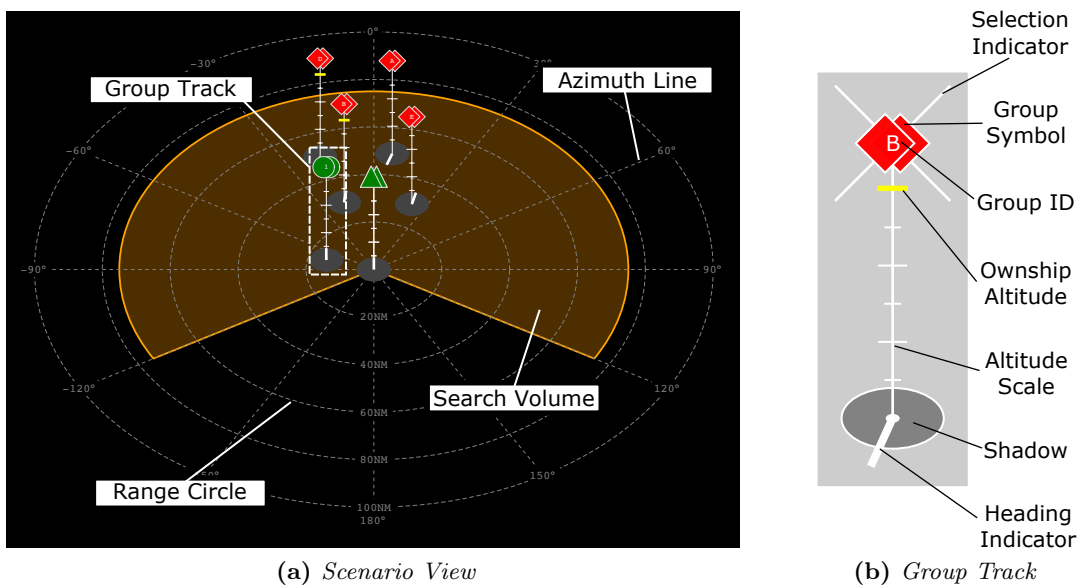 0°
−30°
30°
D
A
Group Track
Azimuth Line
B
E
−60°
60°
1
−90°
90°
20NM
40NM
−120°
120°
Search Volume
60NM
80NM
−150°
150°
Range Circle
100NM
180°
(a) Scenario View
Selection
Indicator
Group
Symbol
B
Group ID
Ownship
Altitude
Altitude
Scale
Shadow
Heading
Indicator
(b) Group Track